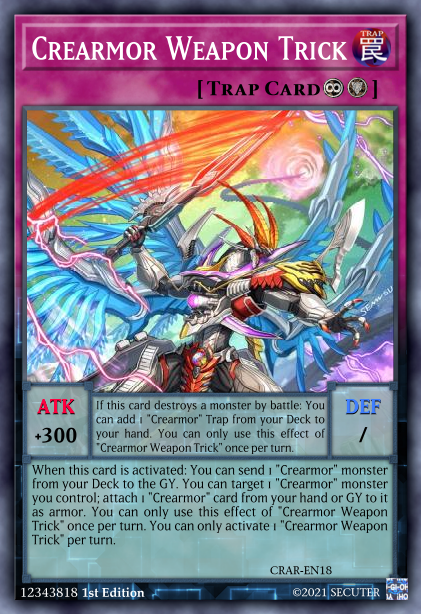 CREARMOR WEAPON TRICK
TRAP
罠
[TRAP CARD]
SEAN-SU
ATK
+300
If this card destroys a monster by battle: You
can add 1 "Crearmor" Trap from your Deck to
your hand. You can only use this effect of
"Crearmor Weapon Trick" once per turn.
DEF
/
When this card is activated: You can send 1 "Crearmor" monster
from your Deck to the GY. You can target 1 "Crearmor" monster
you control; attach 1 "Crearmor" card from your hand or GY to it
as armor. You can only use this effect of "Crearmor Weapon
Trick" once per turn. You can only activate 1 "Crearmor Weapon
Trick" per turn.
CRAR-EN18
12343818 1st Edition
©2021 SECUTER